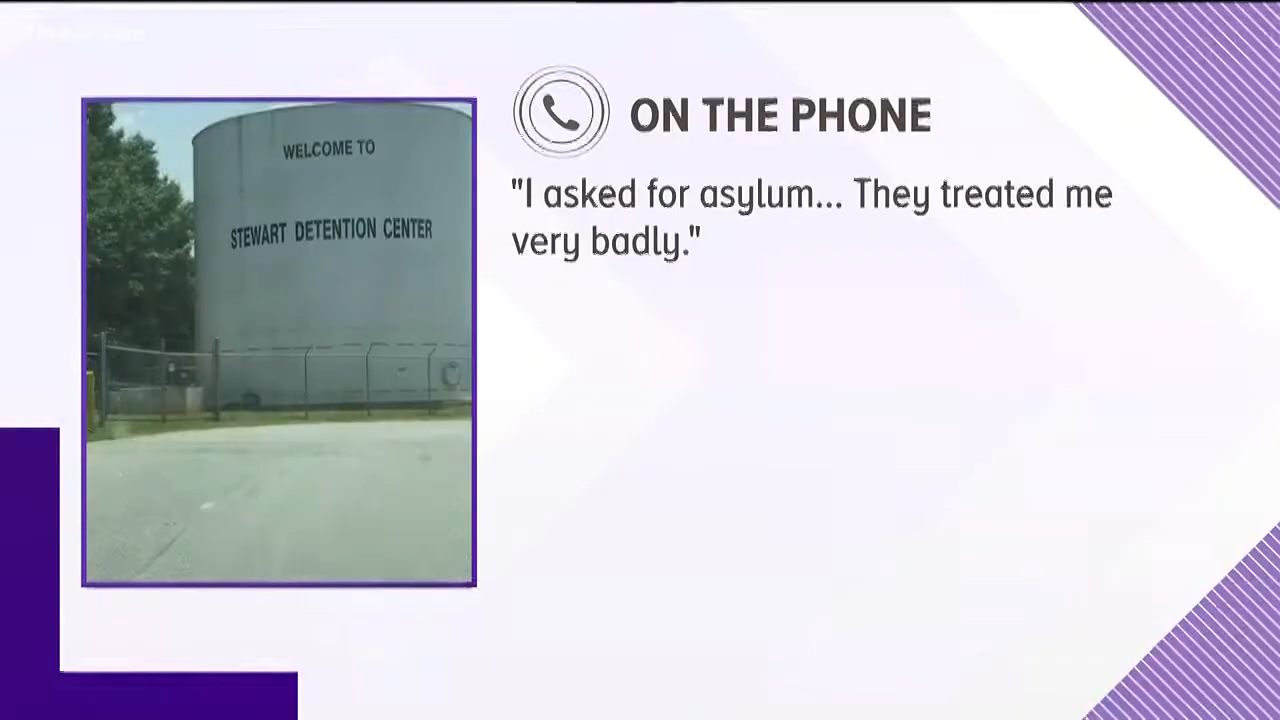 WELCOME TO
STEWART DETENTION CENTER
ON THE PHONE
"I asked for asylum... They treated me
very badly."